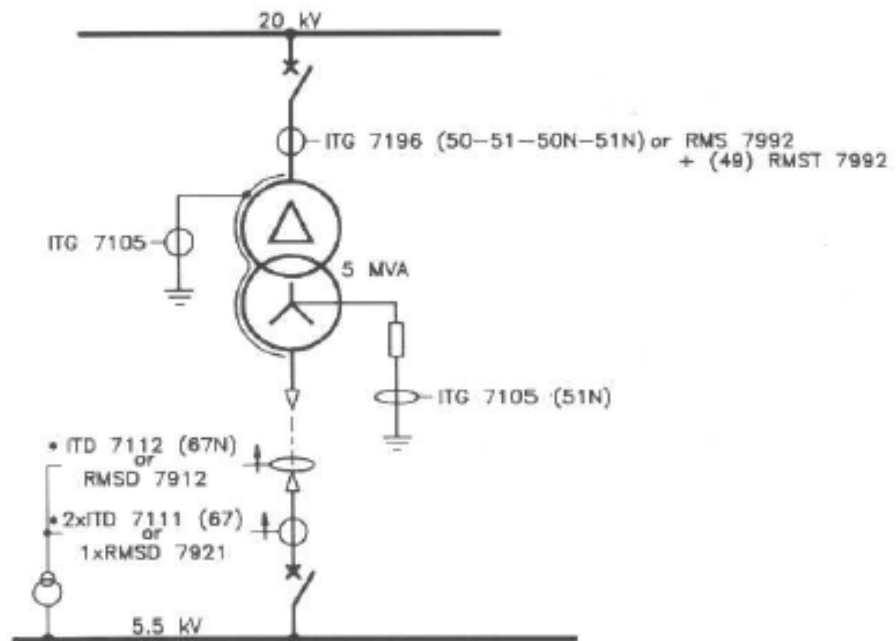 20 kV
ITG 7196 (50-51-50N-51N) or RMS 7992
+ (49) RMST 7992
ITG 7105
5 MVA
ITG 7105 (51N)
* ITD 7112 (67N)
or
RMSD 7912
* 2xITD 7111 (67)
or
1xRMSD 7921
5.5 kV